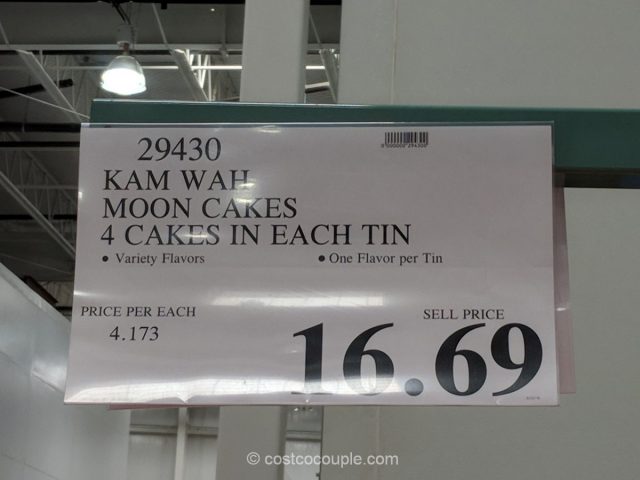 29430
KAM WAH
MOON CAKES
4 CAKES IN EACH TIN
• Variety Flavors • One Flavor per Tin
PRICE PER EACH SELL PRICE
4.173 16.69
© costcocouple.com